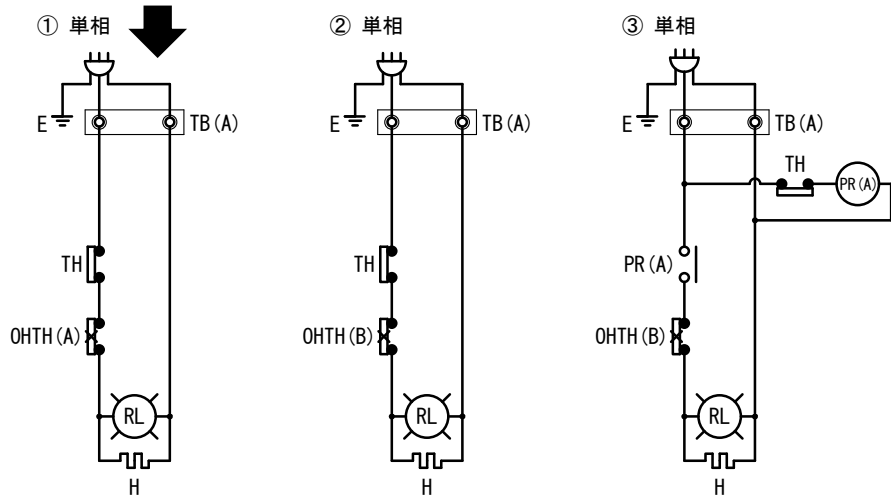 ① 単相
E
TB(A)
TH
OHTH(A)
RL
H
② 単相
E
TB(A)
TH
OHTH(B)
RL
H
③ 単相
E
TB(A)
TH
PR(A)
PR(A)
OHTH(B)
RL
H